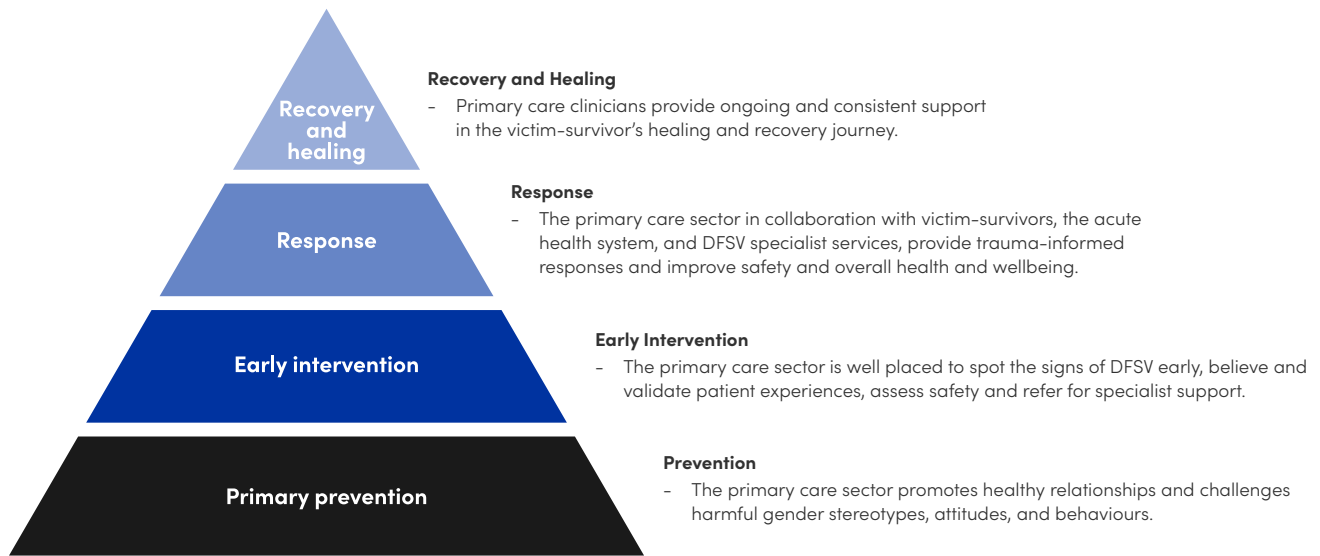 Recovery
and
healing
Recovery and Healing
- Primary care clinicians provide ongoing and consistent support
in the victim-survivor’s healing and recovery journey.
Response
Response
- The primary care sector in collaboration with victim-survivors, the acute
health system, and DFSV specialist services, provide trauma-informed
responses and improve safety and overall health and wellbeing.
Early intervention
Early Intervention
- The primary care sector is well placed to spot the signs of DFSV early, believe and
validate patient experiences, assess safety and refer for specialist support.
Primary prevention
Prevention
- The primary care sector promotes healthy relationships and challenges
harmful gender stereotypes, attitudes, and behaviours.